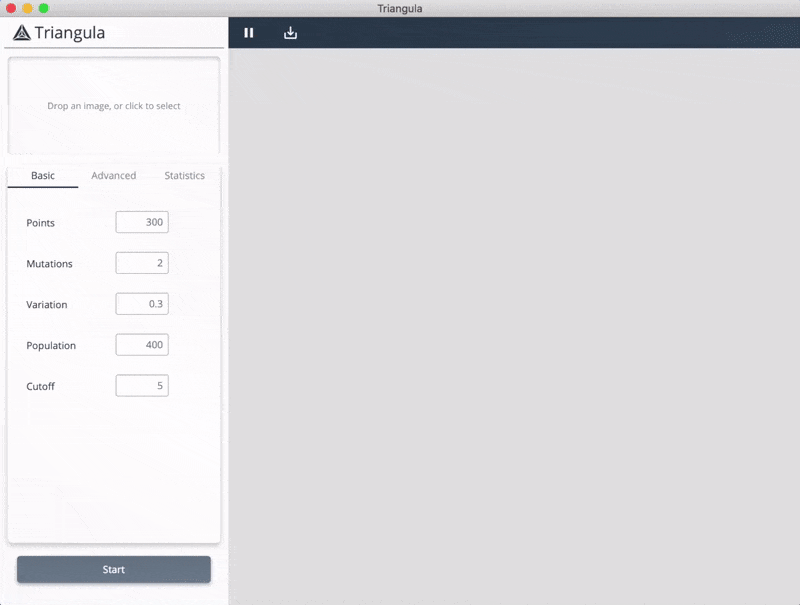 Triangula
Triangula
Drop an image, or click to select
Basic Advanced Statistics
Points 300
Mutations 2
Variation 0.3
Population 400
Cutoff 5
Start